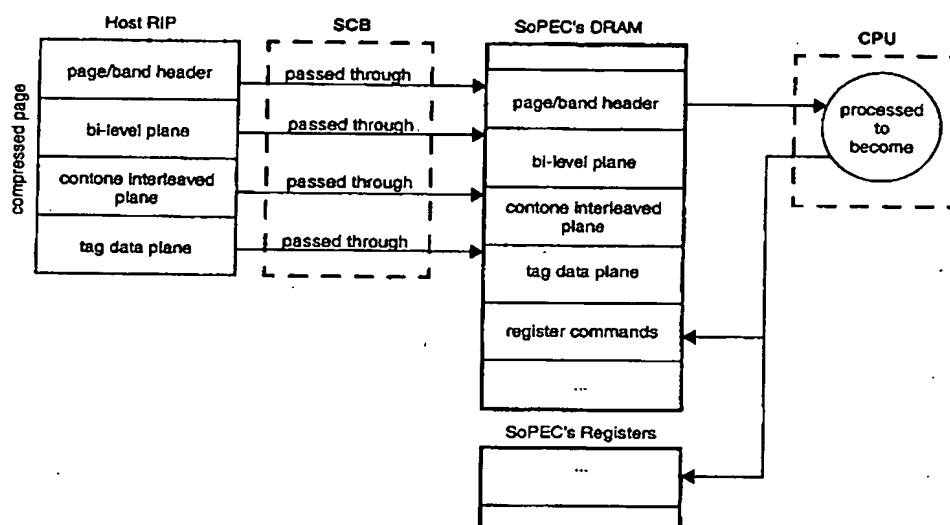 Host RIP
SCB
SoPEC's DRAM
CPU
compressed page
page/band header
bi-level plane
contone interleaved
plane
tag data plane
passed through
passed through
passed through
passed through
page/band header
bi-level plane
contone interleaved
plane
tag data plane
register commands
...
processed
to
become
SoPEC's Registers
...